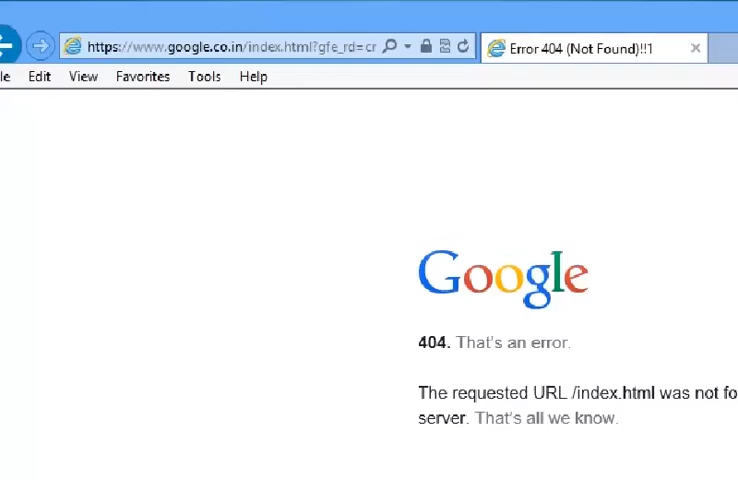 https://www.google.co.in/index.html?gfe_rd=cr
Error 404 (Not Found)!!1
Edit View Favorites Tools Help
Google
404. That's an error.
The requested URL /index.html was not fo
server. That's all we know.